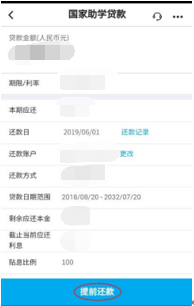 国家助学贷款
贷款金额(人民币元)
期限/利率
本期应还
还款日 2019/06/01 还款记录
还款账户 更改
还款方式
贷款日期范围 2018/08/20 - 2032/07/20
剩余应还本金
截止当前应还
利息
贴息比例 100
提前还款